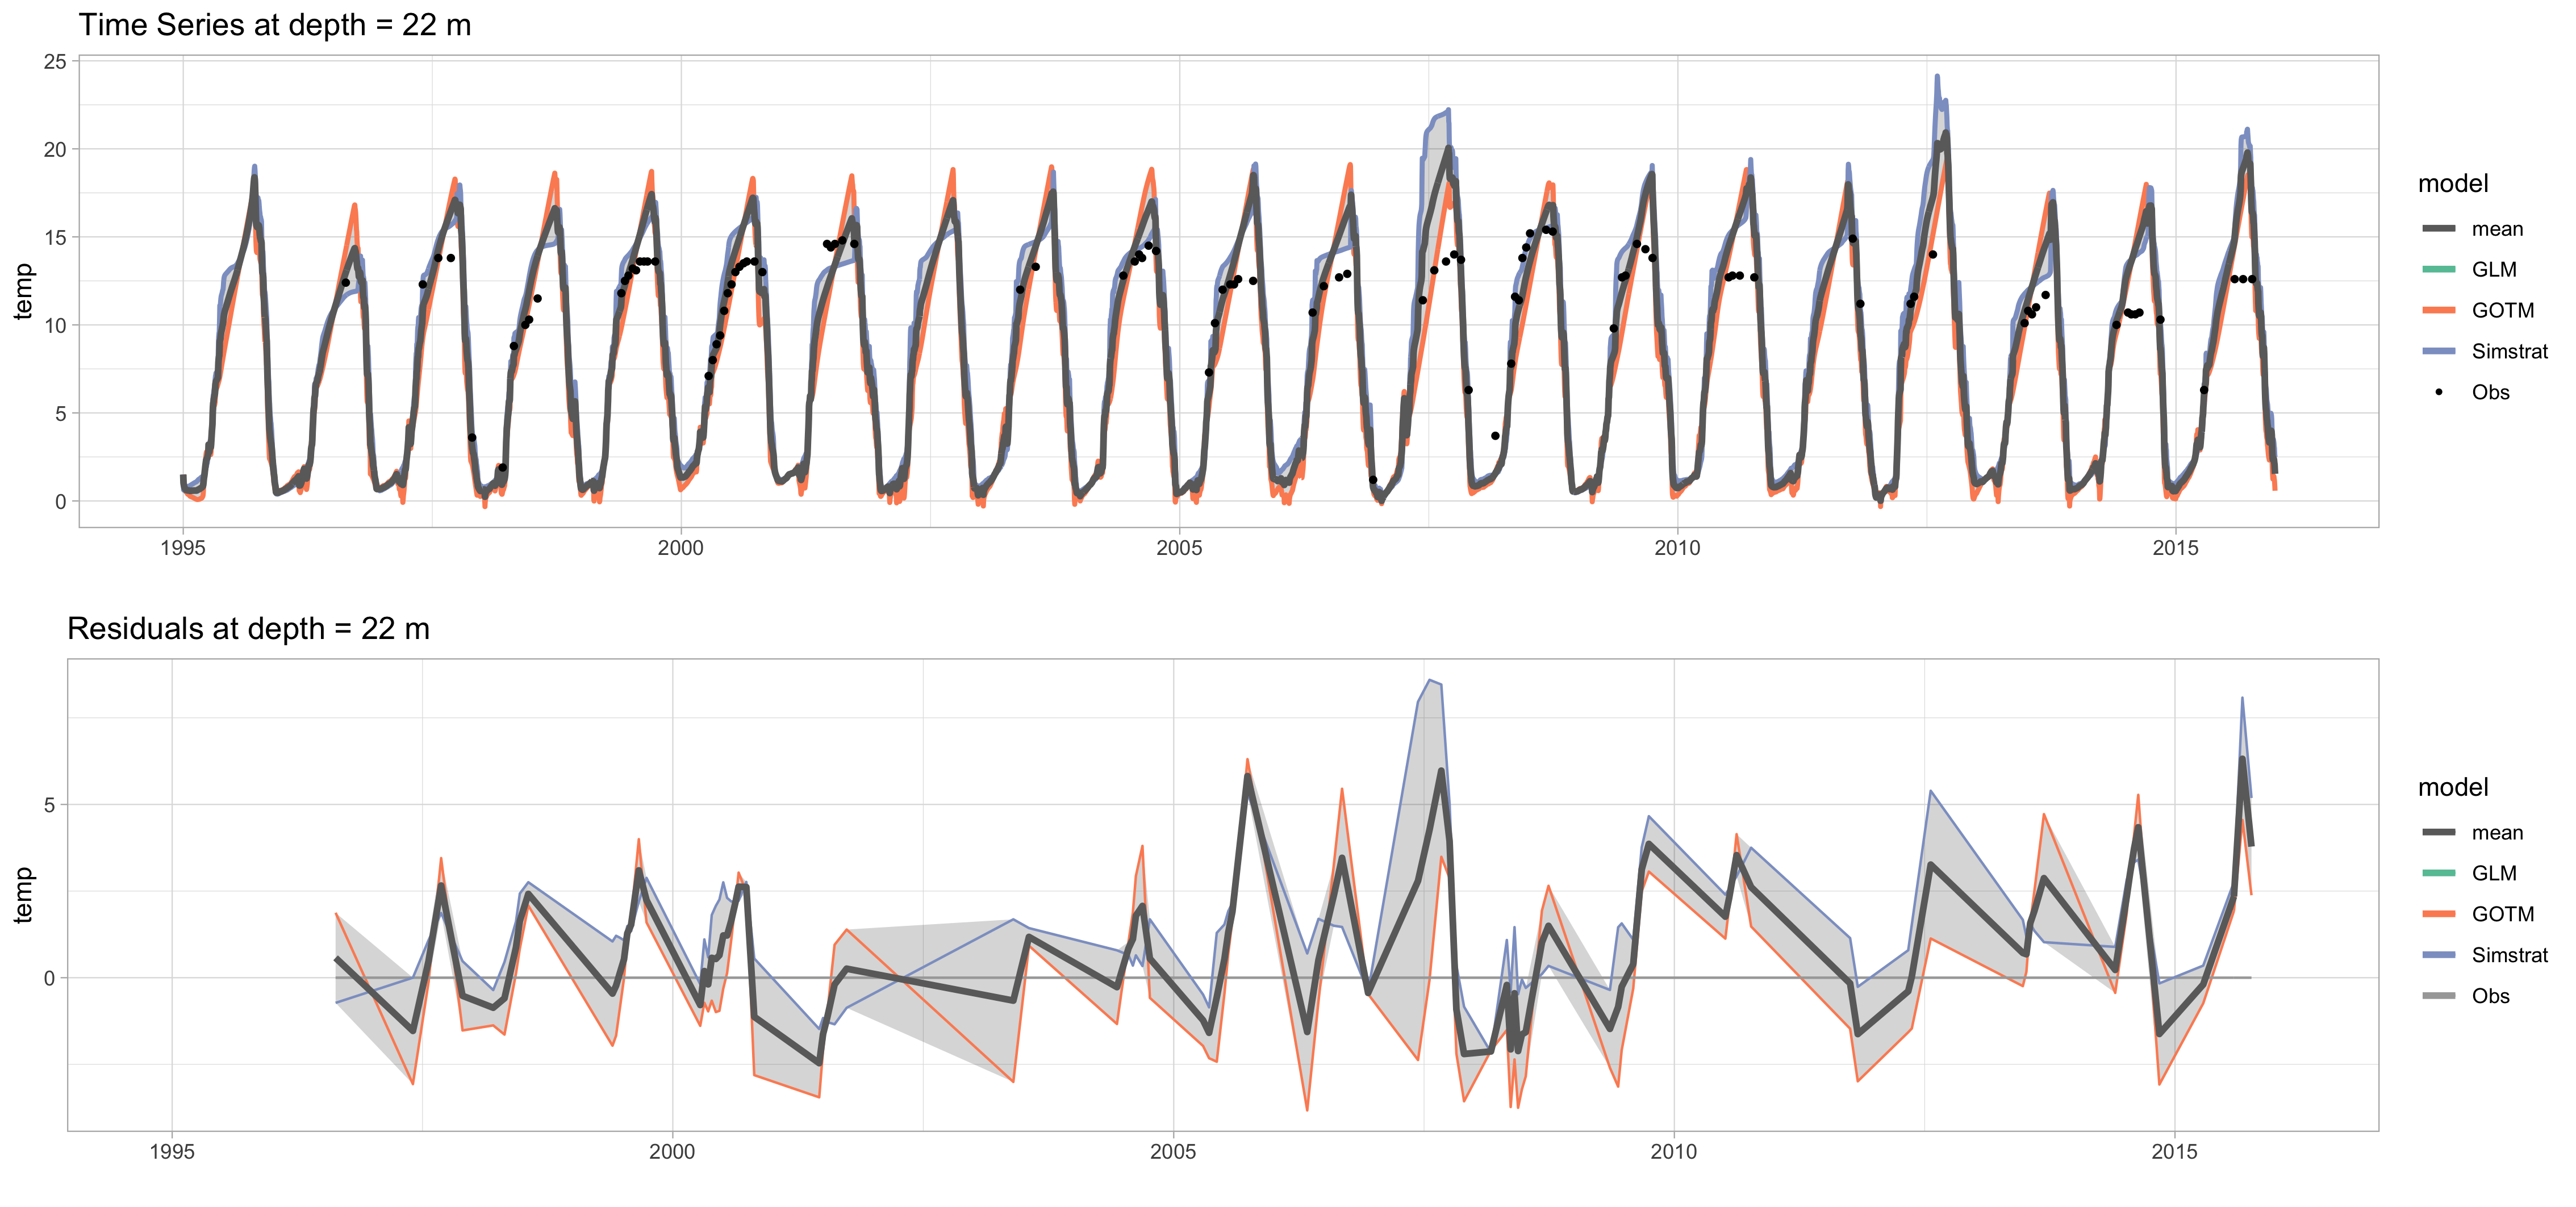 Time Series at depth = 22 m
temp
25
20
15
10
5
0
1995
2000
2005
2010
2015
model
mean
GLM
GOTM
Simstrat
Obs
Residuals at depth = 22 m
temp
5
0
1995
2000
2005
2010
2015
model
mean
GLM
GOTM
Simstrat
Obs